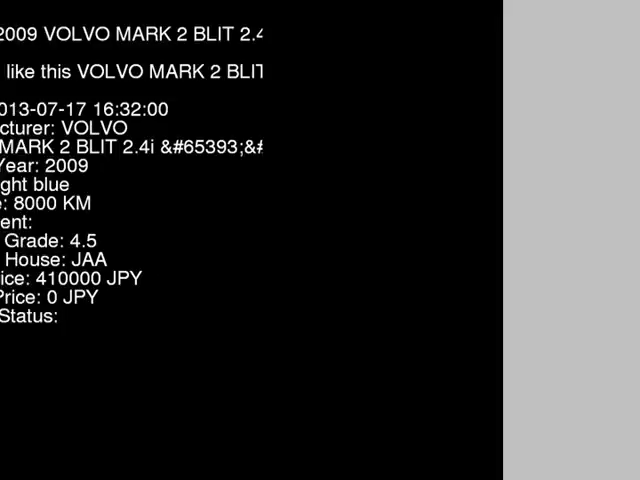 2009 VOLVO MARK 2 BLIT 2.4
like this VOLVO MARK 2 BLIT
013-07-17 16:32:00
cturer: VOLVO
MARK 2 BLIT 2.4i &#65393;&#
Year: 2009
ght blue
e: 8000 KM
ent:
Grade: 4.5
House: JAA
ice: 410000 JPY
Price: 0 JPY
Status: